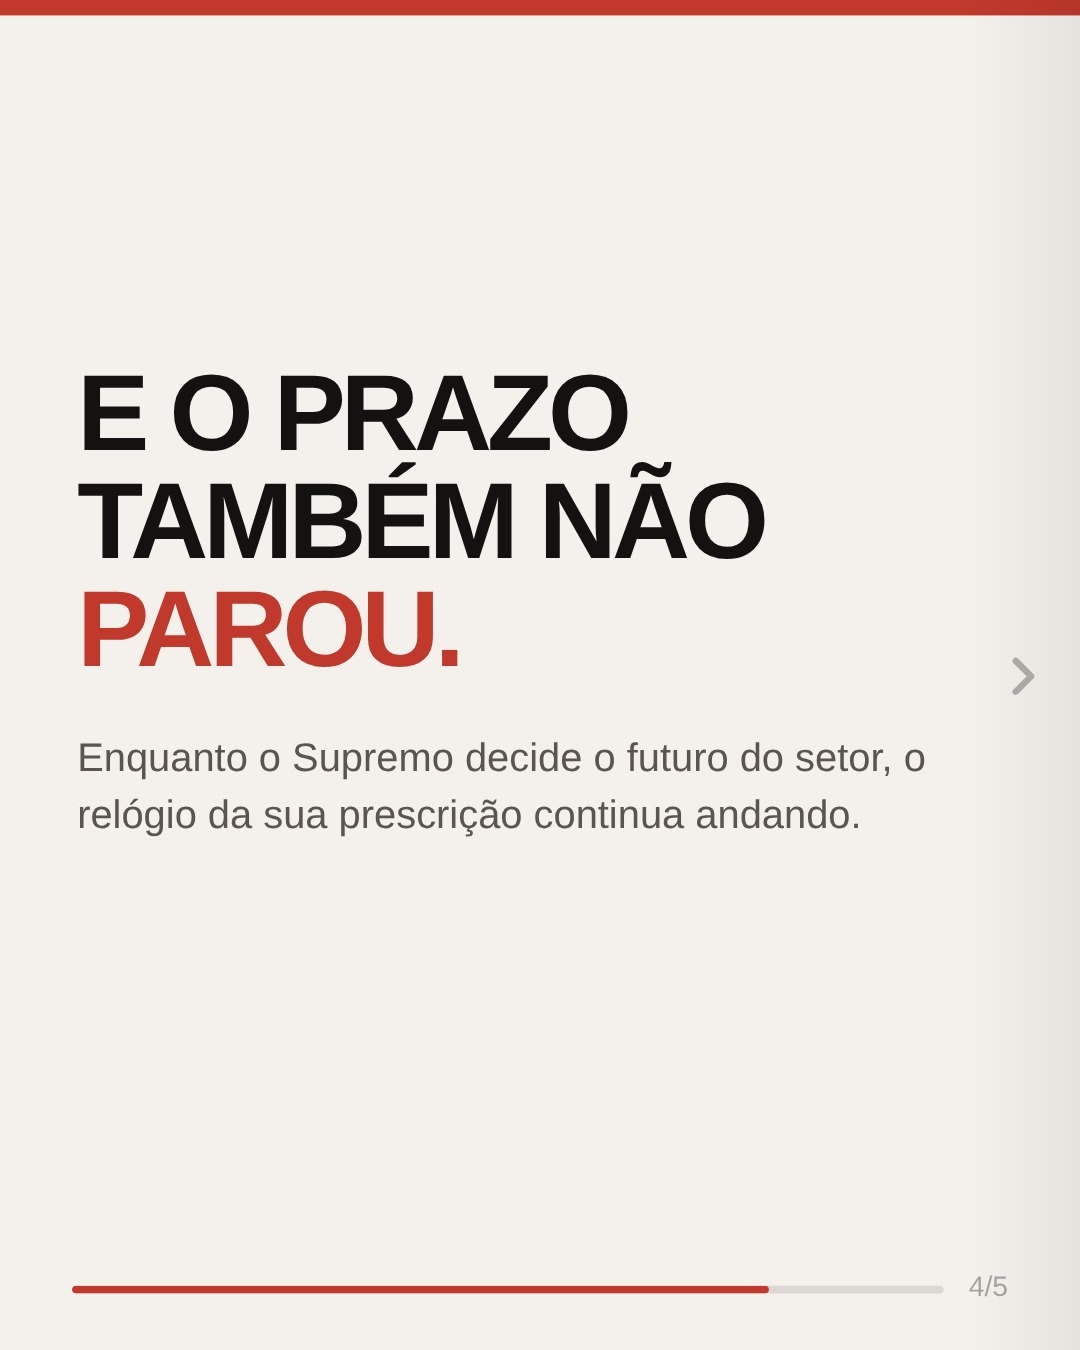 E O PRAZO
TAMBÉM NÃO
PAROU.
Enquanto o Supremo decide o futuro do setor, o
relógio da sua prescrição continua andando.
4/5